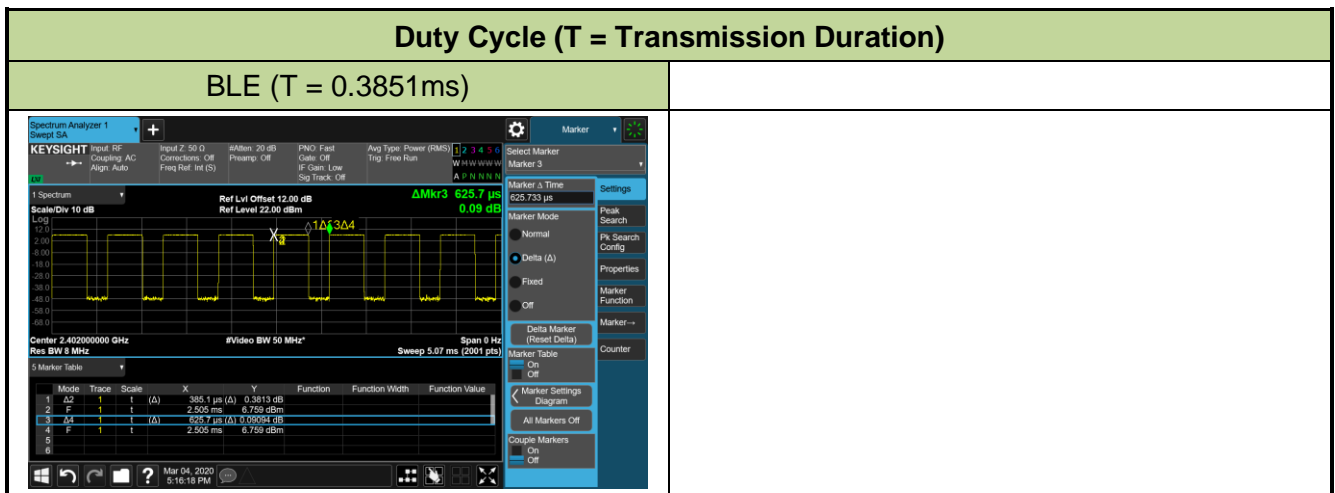 Duty Cycle (T = Transmission Duration)
BLE (T = 0.3851ms)
Spectrum Analyzer 1
Swept SA
+
Marker
KEYSIGHT
Input: RF
Coupling: AC
Align: Auto
Input Z: 50 Ω
Corrections: Off
Freq Ref: Int (S)
#Atten: 20 dB
Preamp: Off
PNO: Fast
Gate: Off
IF Gain: Low
Sig Track: Off
Avg Type: Power (RMS)
Trig: Free Run
1 2 3 4 5 6
W W W W W W
A P N N N N
LXI
1 Spectrum
Scale/Div 10 dB
Ref Lvl Offset 12.00 dB
Ref Level 22.00 dBm
ΔMkr3 625.7 µs
0.09 dB
Log
12.0
2.00
-8.00
-18.0
-28.0
-38.0
-48.0
-58.0
-68.0
X
1Δ
3Δ4
Center 2.402000000 GHz
Res BW 8 MHz
#Video BW 50 MHz*
Span 0 Hz
Sweep 5.07 ms (2001 pts)
5 Marker Table
Mode Trace Scale X Y Function Function Width Function Value
1 Δ2 1 t (Δ) 385.1 µs (Δ) 0.3813 dB
2 F 1 t 2.505 ms 6.759 dBm
3 Δ4 1 t (Δ) 625.7 µs (Δ) 0.09094 dB
4 F 1 t 2.505 ms 6.759 dBm
5
6
Mar 04, 2020
5:16:18 PM
Select Marker
Marker 3
Marker Δ Time
625.733 µs
Marker Mode
Normal
Delta (Δ)
Fixed
Off
Delta Marker
(Reset Delta)
Marker Table
On
Off
Marker Settings
Diagram
All Markers Off
Couple Markers
On
Off
Settings
Peak
Search
Pk Search
Config
Properties
Marker
Function
Marker→
Counter